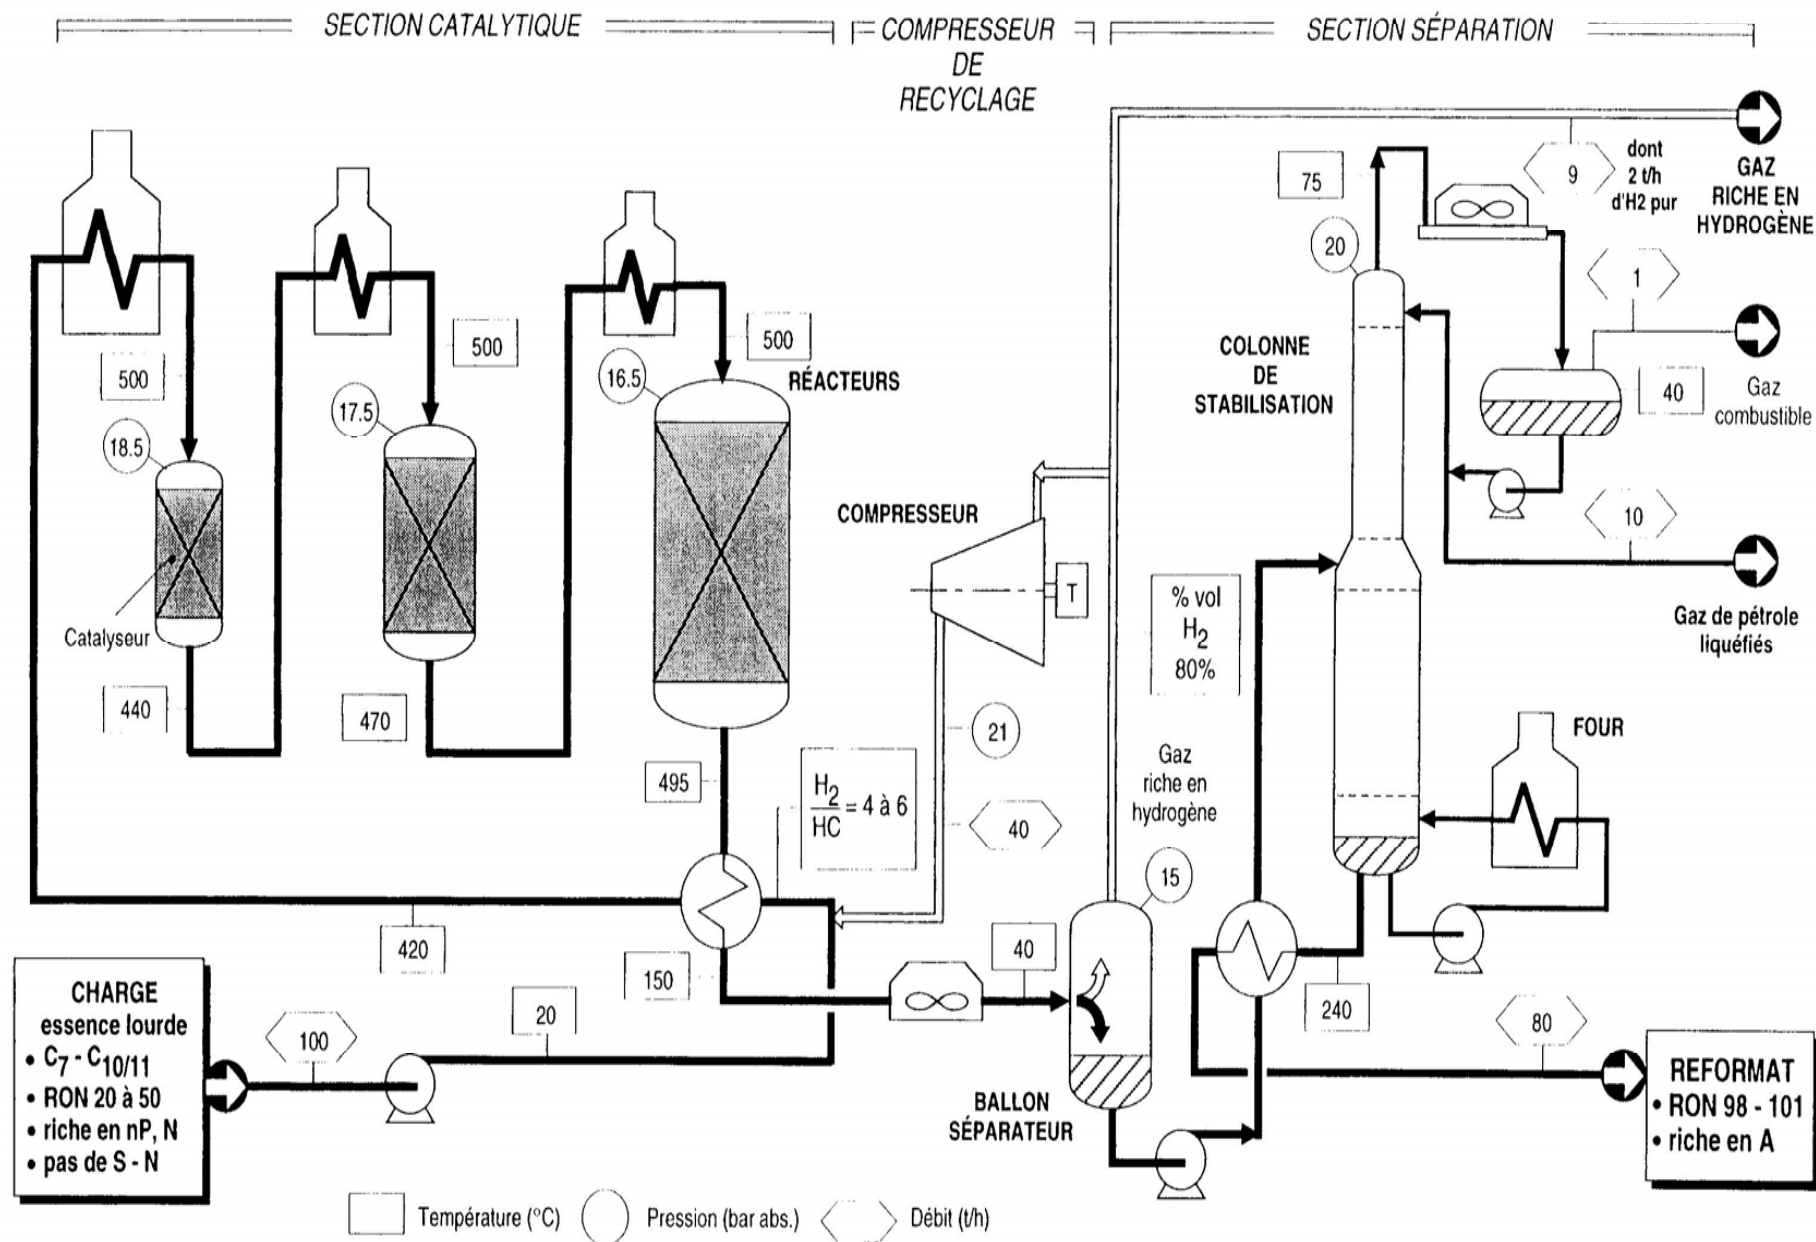 SECTION CATALYTIQUE
COMPRESSEUR
DE
RECYCLAGE
SECTION SÉPARATION
9
dont
2 t/h
d'H2 pur
GAZ
RICHE EN
HYDROGÈNE
75
20
1
500
500
500
16.5
RÉACTEURS
17.5
18.5
COLONNE
DE
STABILISATION
40
Gaz
combustible
COMPRESSEUR
10
T
% vol
H2
80%
Gaz de pétrole
liquéfiés
Catalyseur
440
470
495
21
FOUR
Gaz
riche en
hydrogène
H2
HC
= 4 à 6
40
15
420
150
40
240
20
80
100
CHARGE
essence lourde
• C7 - C10/11
• RON 20 à 50
• riche en nP, N
• pas de S - N
BALLON
SÉPARATEUR
REFORMAT
• RON 98 - 101
• riche en A
Température (°C)
Pression (bar abs.)
Débit (t/h)